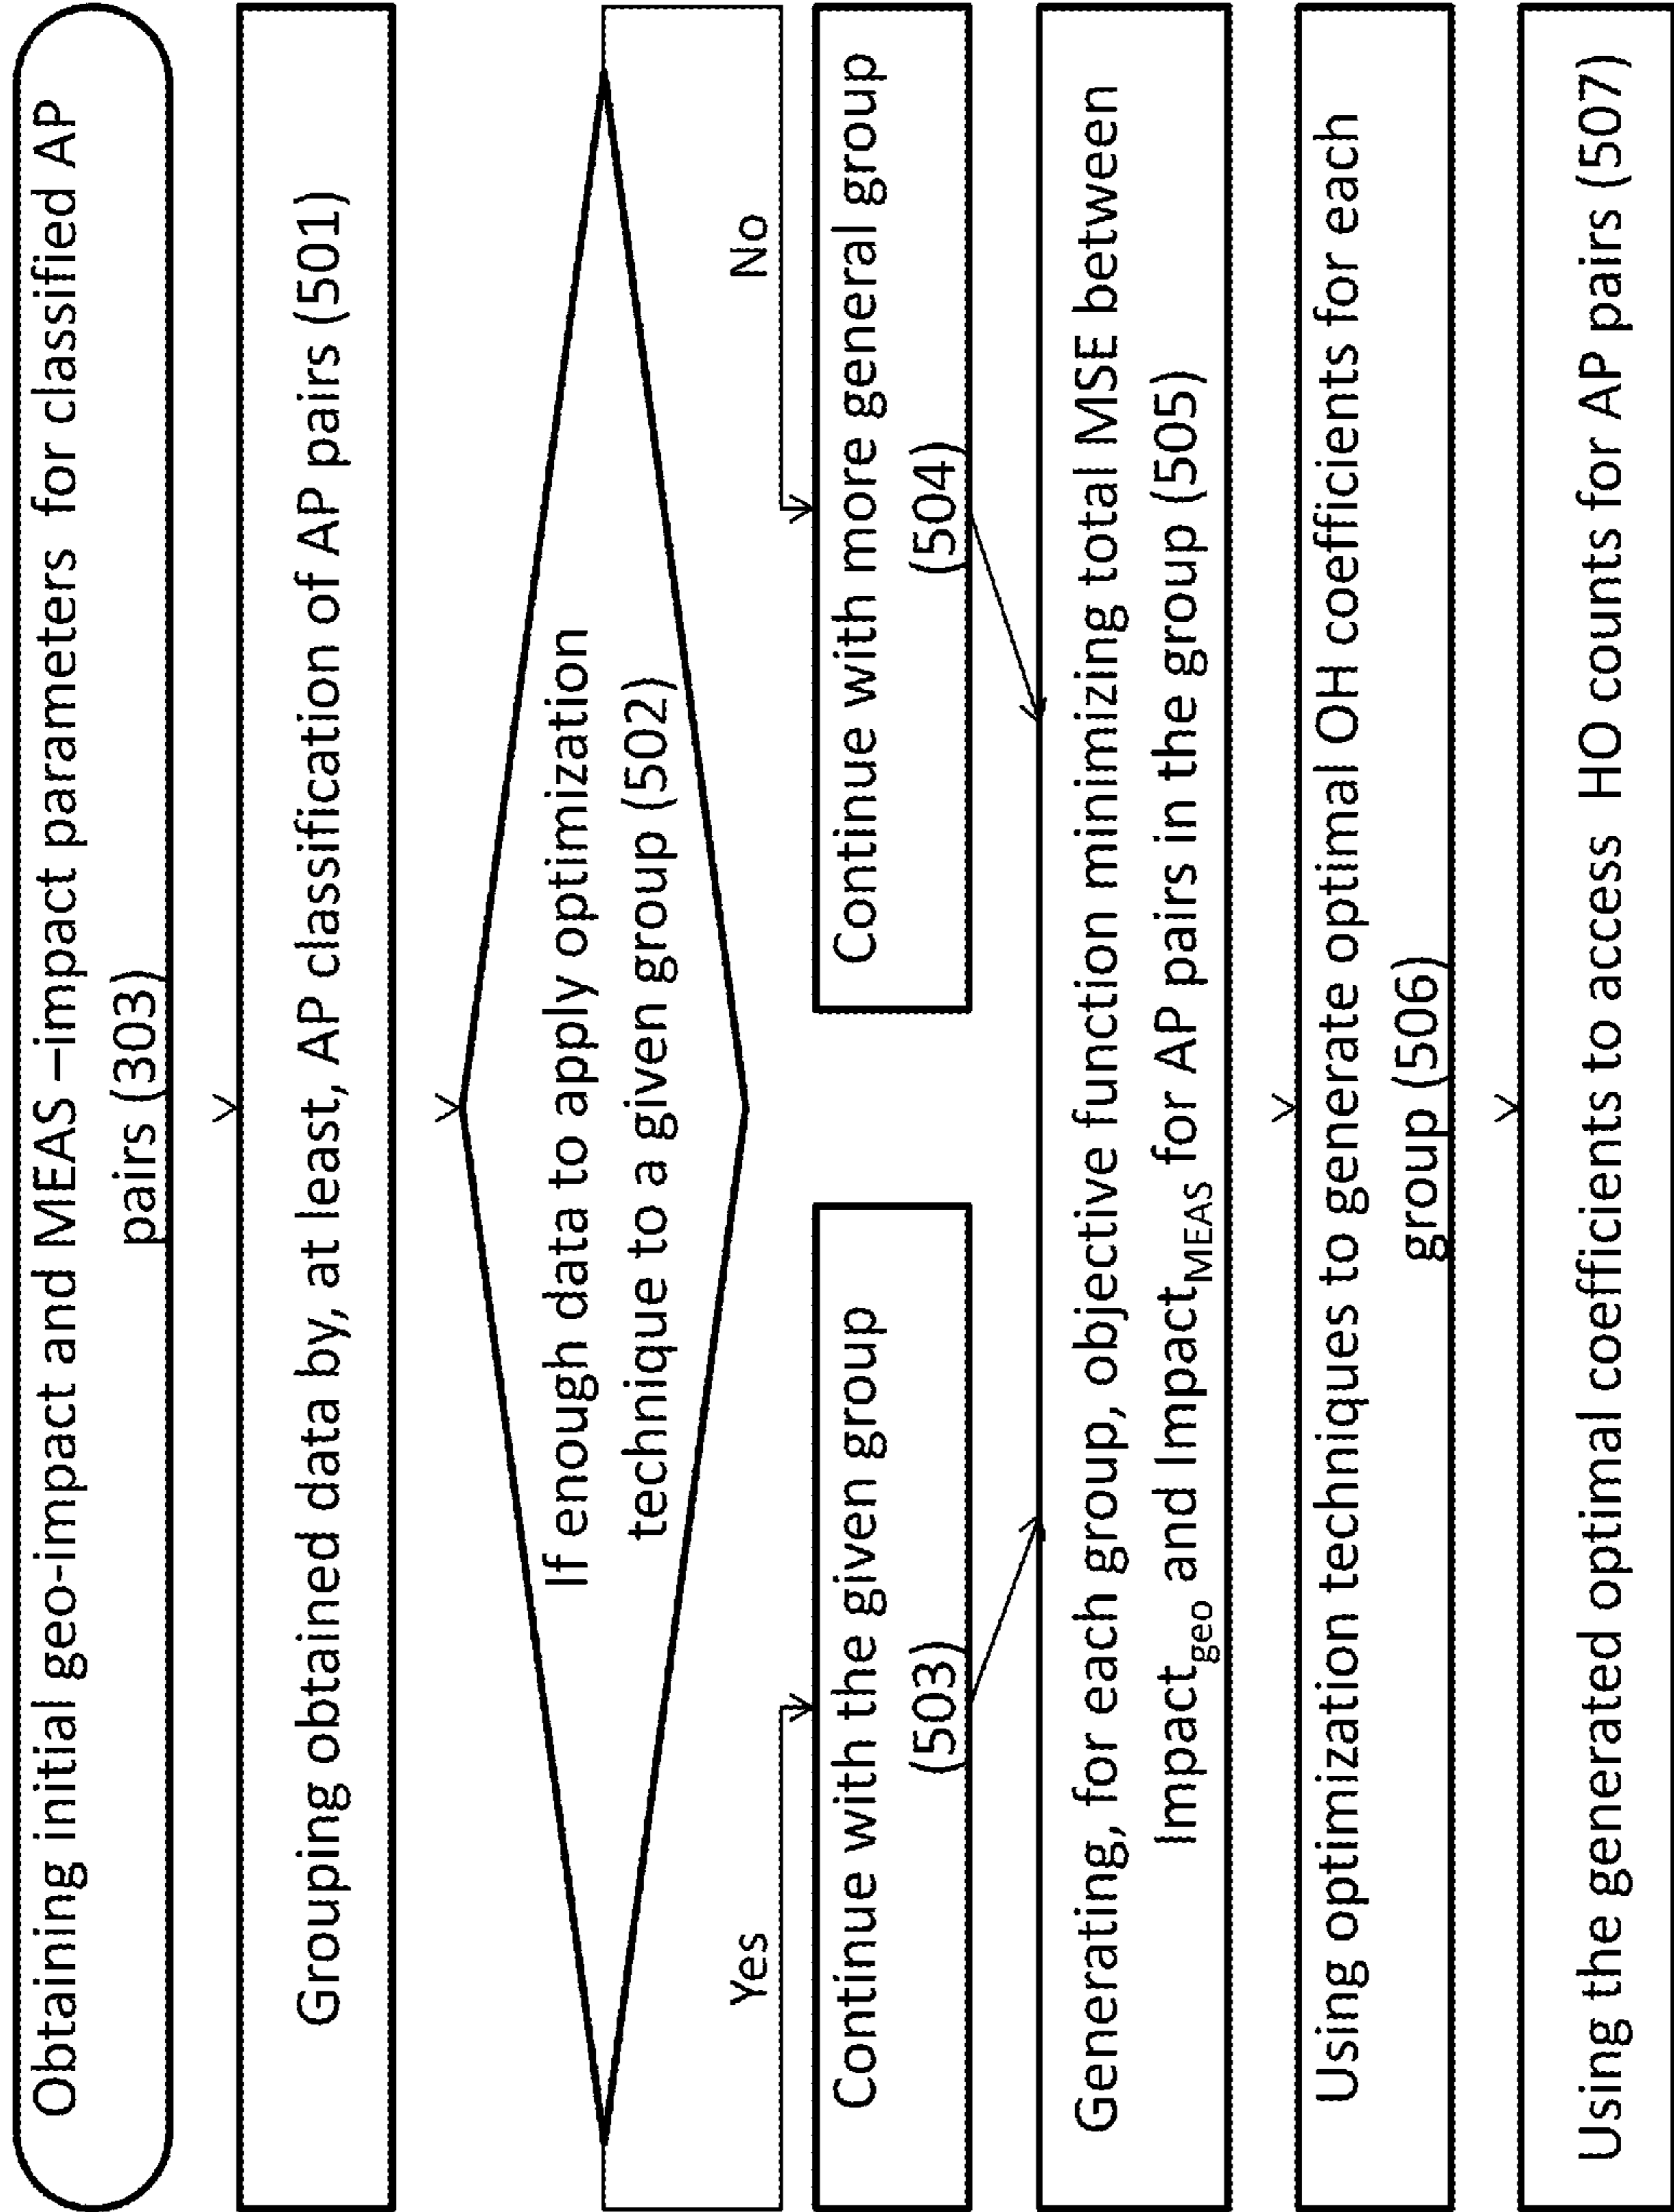 Obtaining initial geo-impact and MEAS –impact parameters for classified AP
pairs (303)
Grouping obtained data by, at least, AP classification of AP pairs (501)
If enough data to apply optimization
technique to a given group (502)
Yes
No
Continue with the given group
(503)
Continue with more general group
(504)
Generating, for each group, objective function minimizing total MSE between
Impactgeo and ImpactMEAS for AP pairs in the group (505)
Using optimization techniques to generate optimal OH coefficients for each
group (506)
Using the generated optimal coefficients to access HO counts for AP pairs (507)